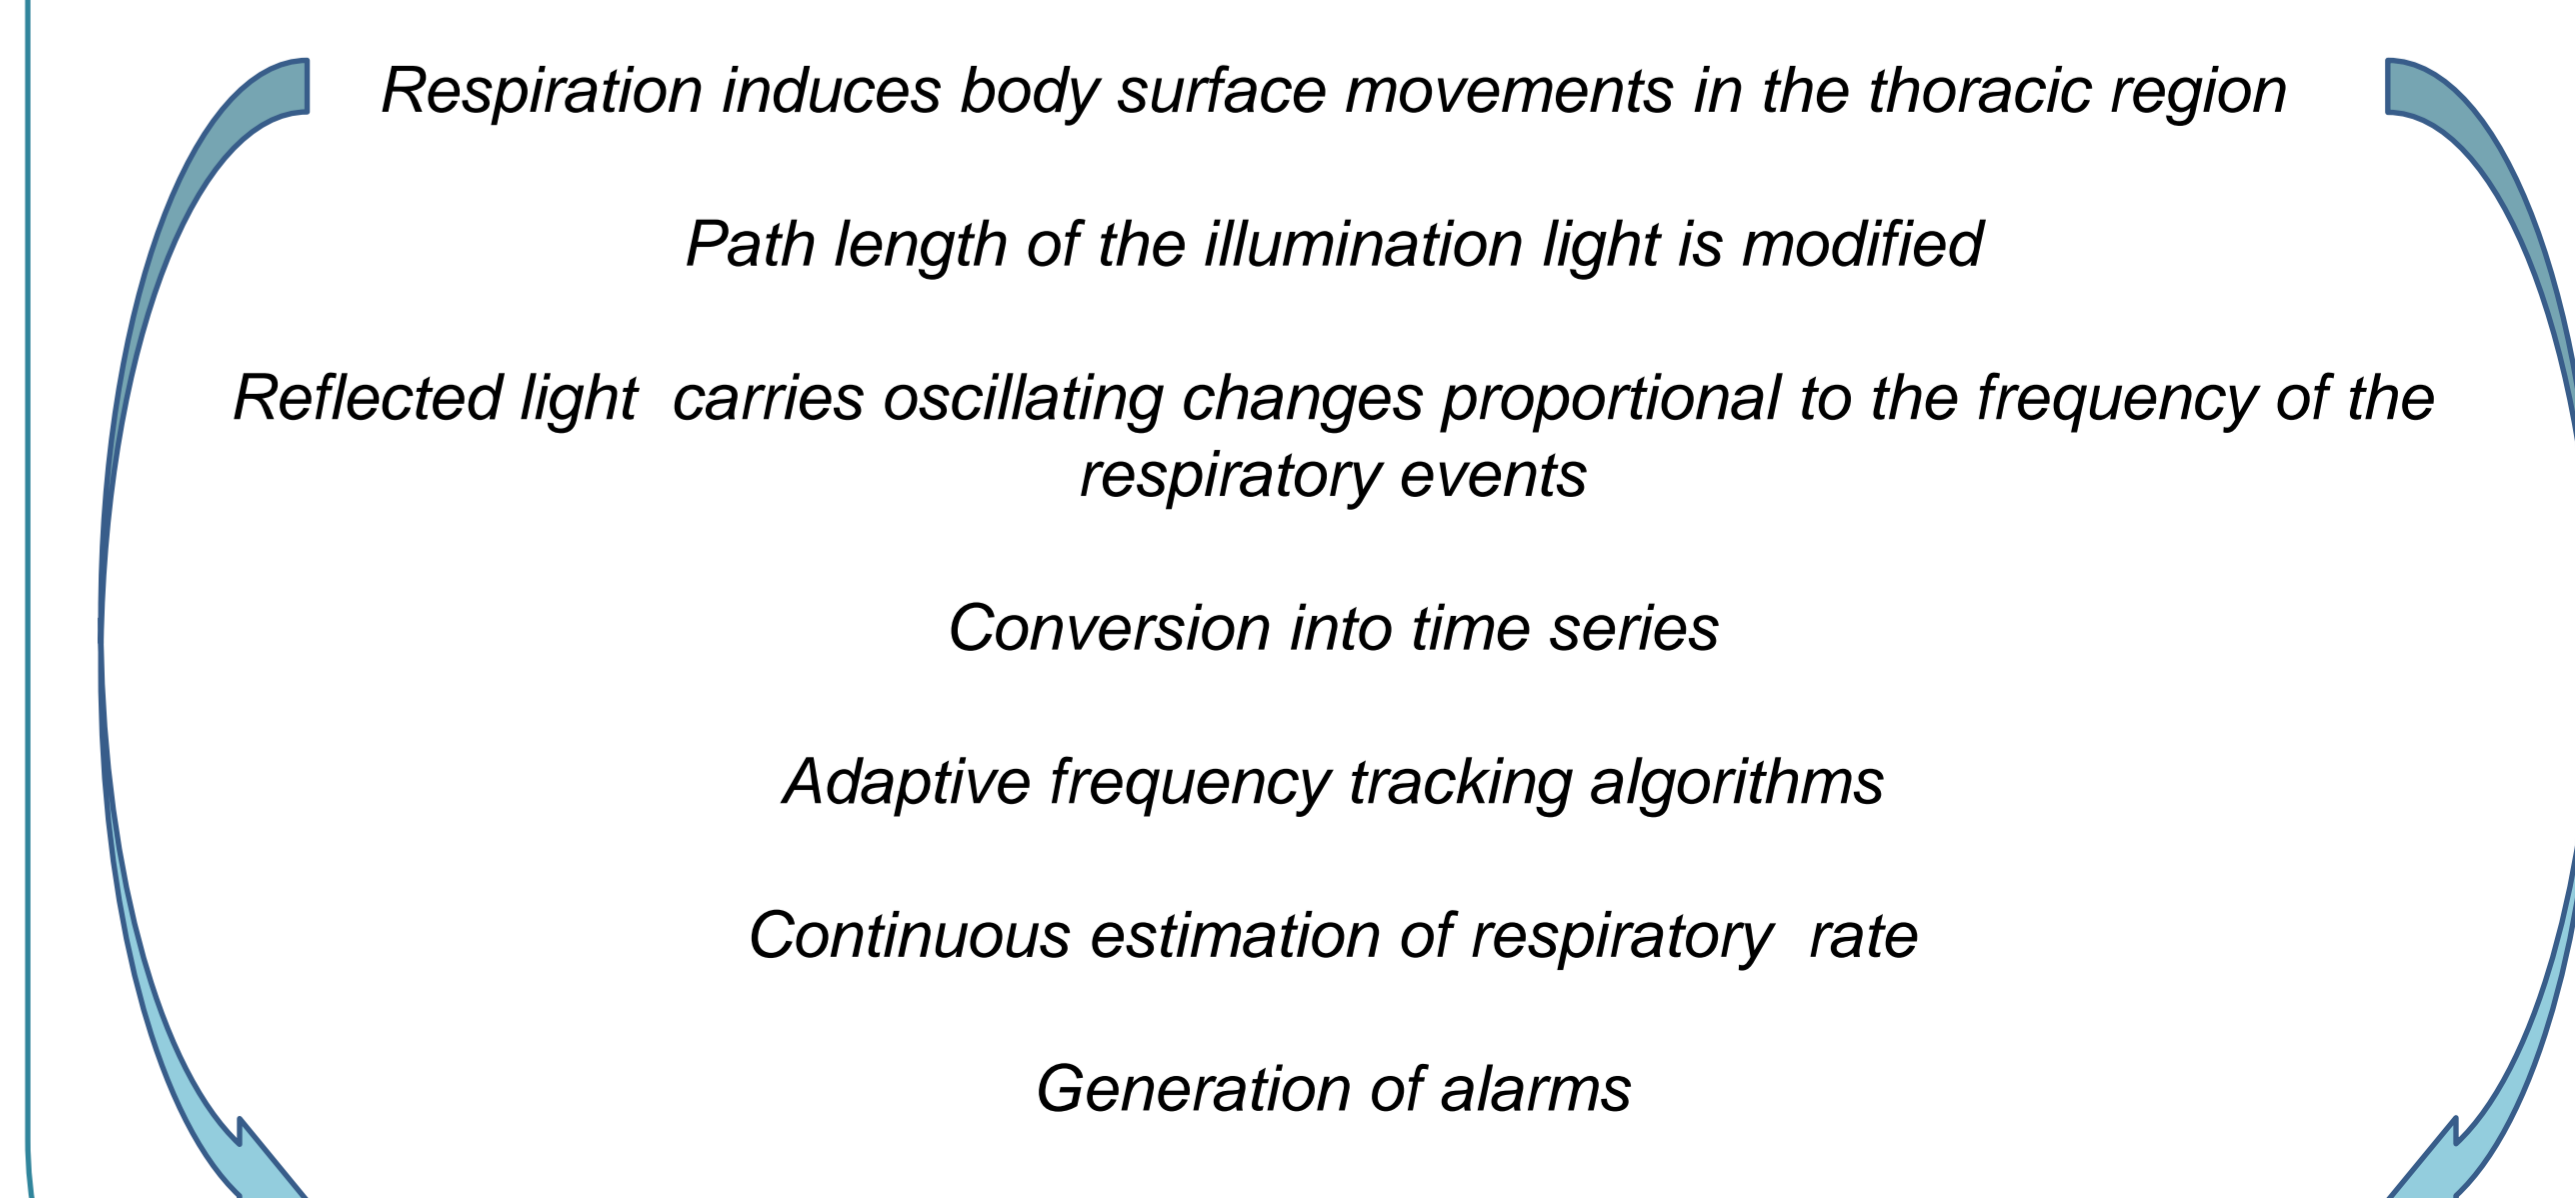 Respiration induces body surface movements in the thoracic region
Path length of the illumination light is modified
Reflected light  carries oscillating changes proportional to the frequency of the
respiratory events
Conversion into time series
Adaptive frequency tracking algorithms
Continuous estimation of respiratory  rate
Generation of alarms